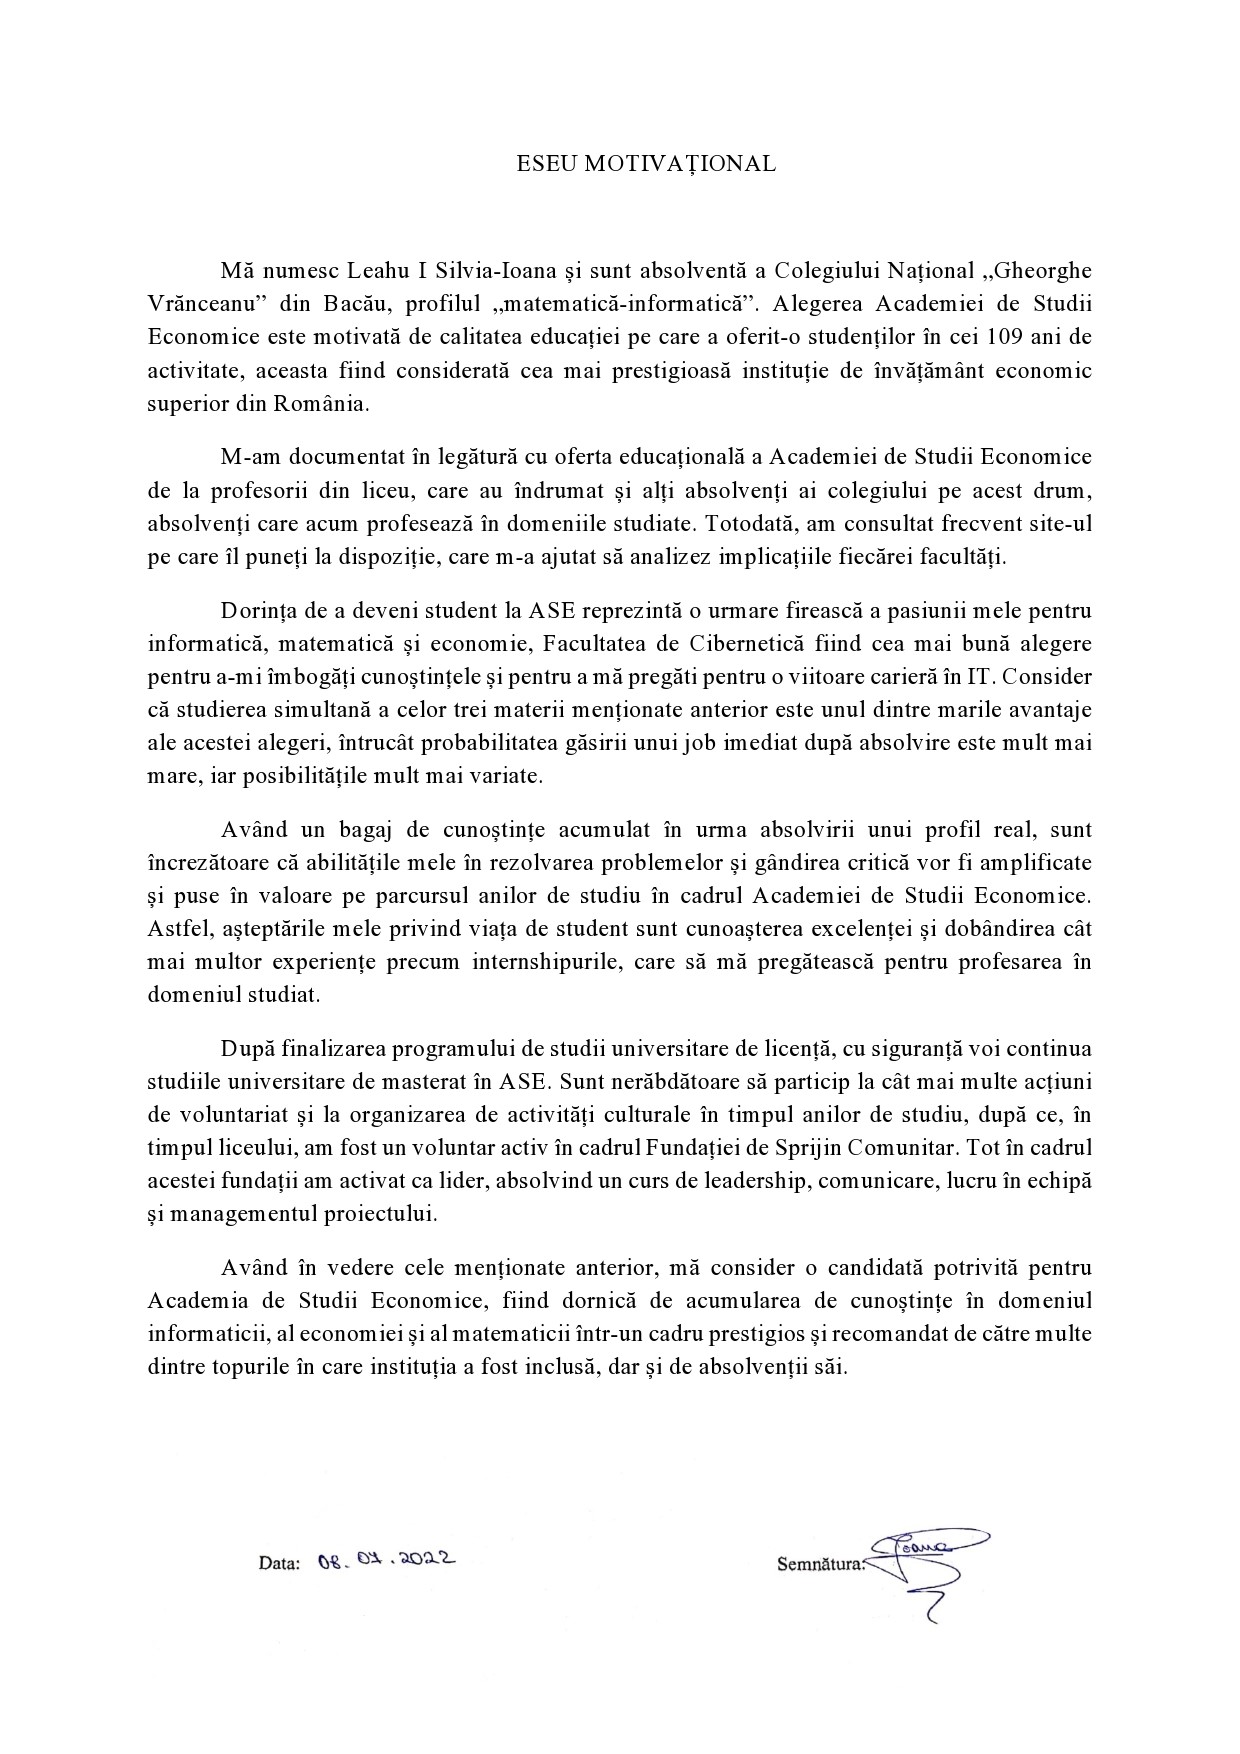 ESEU MOTIVAȚIONAL
Mă numesc Leahu I Silvia-Ioana și sunt absolventă a Colegiului Național „Gheorghe
Vrănceanu” din Bacău, profilul „matematică-informatică”. Alegerea Academiei de Studii
Economice este motivată de calitatea educației pe care a oferit-o studenților în cei 109 ani de
activitate, aceasta fiind considerată cea mai prestigioasă instituție de învățământ economic
superior din România.
M-am documentat în legătură cu oferta educațională a Academiei de Studii Economice
de la profesorii din liceu, care au îndrumat și alți absolvenți ai colegiului pe acest drum,
absolvenți care acum profesează în domeniile studiate. Totodată, am consultat frecvent site-ul
pe care îl puneți la dispoziție, care m-a ajutat să analizez implicațiile fiecărei facultăți.
Dorința de a deveni student la ASE reprezintă o urmare firească a pasiunii mele pentru
informatică, matematică și economie, Facultatea de Cibernetică fiind cea mai bună alegere
pentru a-mi îmbogăți cunoștințele și pentru a mă pregăti pentru o viitoare carieră în IT. Consider
că studierea simultană a celor trei materii menționate anterior este unul dintre marile avantaje
ale acestei alegeri, întrucât probabilitatea găsirii unui job imediat după absolvire este mult mai
mare, iar posibilitățile mult mai variate.
Având un bagaj de cunoștințe acumulat în urma absolvirii unui profil real, sunt
încrezătoare că abilitățile mele în rezolvarea problemelor și gândirea critică vor fi amplificate
și puse în valoare pe parcursul anilor de studiu în cadrul Academiei de Studii Economice.
Astfel, așteptările mele privind viața de student sunt cunoașterea excelenței și dobândirea cât
mai multor experiențe precum internshipurile, care să mă pregătească pentru profesarea în
domeniul studiat.
După finalizarea programului de studii universitare de licență, cu siguranță voi continua
studiile universitare de masterat în ASE. Sunt nerăbdătoare să particip la cât mai multe acțiuni
de voluntariat și la organizarea de activități culturale în timpul anilor de studiu, după ce, în
timpul liceului, am fost un voluntar activ în cadrul Fundației de Sprijin Comunitar. Tot în cadrul
acestei fundații am activat ca lider, absolvind un curs de leadership, comunicare, lucru în echipă
și managementul proiectului.
Având în vedere cele menționate anterior, mă consider o candidată potrivită pentru
Academia de Studii Economice, fiind dornică de acumularea de cunoștințe în domeniul
informaticii, al economiei și al matematicii într-un cadru prestigios și recomandat de către multe
dintre topurile în care instituția a fost inclusă, dar și de absolvenții săi.
Data: 08.07.2022 Semnătura: Ioana